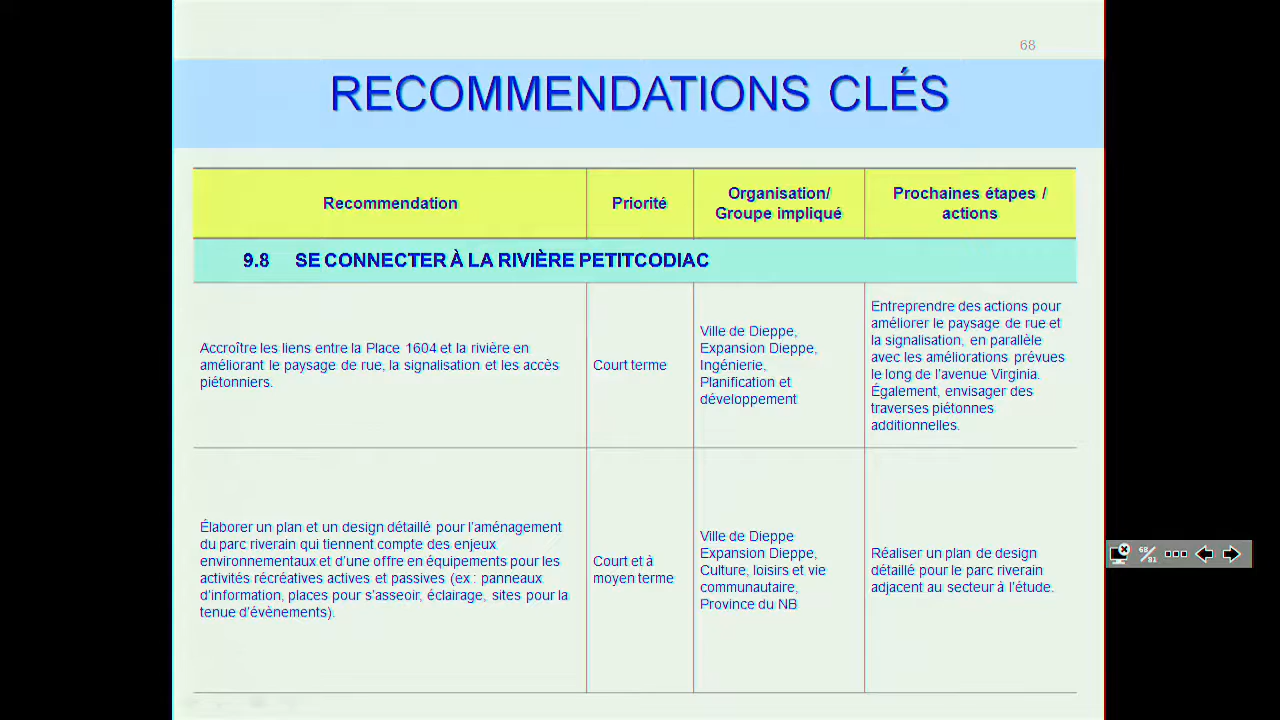 68
RECOMMENDATIONS CLÉS
Recommendation
Priorité
Organisation/
Groupe impliqué
Prochaines étapes /
actions
9.8 SE CONNECTER À LA RIVIÈRE PETITCODIAC
Accroître les liens entre la Place 1604 et la rivière en
améliorant le paysage de rue, la signalisation et les accès
piétonniers.
Court terme
Ville de Dieppe,
Expansion Dieppe,
Ingénierie,
Planification et
développement
Entreprendre des actions pour
améliorer le paysage de rue et
la signalisation, en parallèle
avec les améliorations prévues
le long de l’avenue Virginia.
Également, envisager des
traverses piétonnes
additionnelles.
Élaborer un plan et un design détaillé pour l’aménagement
du parc riverain qui tiennent compte des enjeux
environnementaux et d’une offre en équipements pour les
activités récréatives actives et passives (ex : panneaux
d’information, places pour s’asseoir, éclairage, sites pour la
tenue d’évènements).
Court et à
moyen terme
Ville de Dieppe
Expansion Dieppe,
Culture, loisirs et vie
communautaire,
Province du NB
Réaliser un plan de design
détaillé pour le parc riverain
adjacent au secteur à l’étude.
68/81